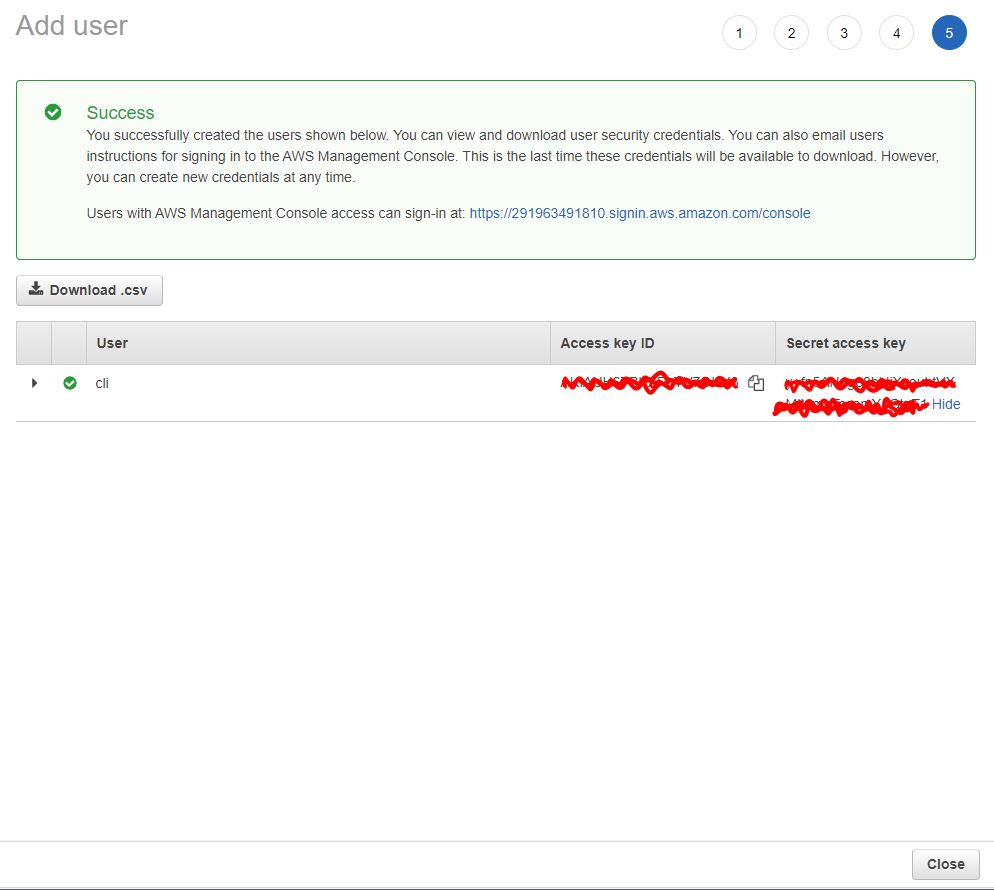 Add user
1 2 3 4 5
Success
You successfully created the users shown below. You can view and download user security credentials. You can also email users
instructions for signing in to the AWS Management Console. This is the last time these credentials will be available to download. However,
you can create new credentials at any time.
Users with AWS Management Console access can sign-in at: https://291963491810.signin.aws.amazon.com/console
Download .csv
User Access key ID Secret access key
cli
Hide
Close